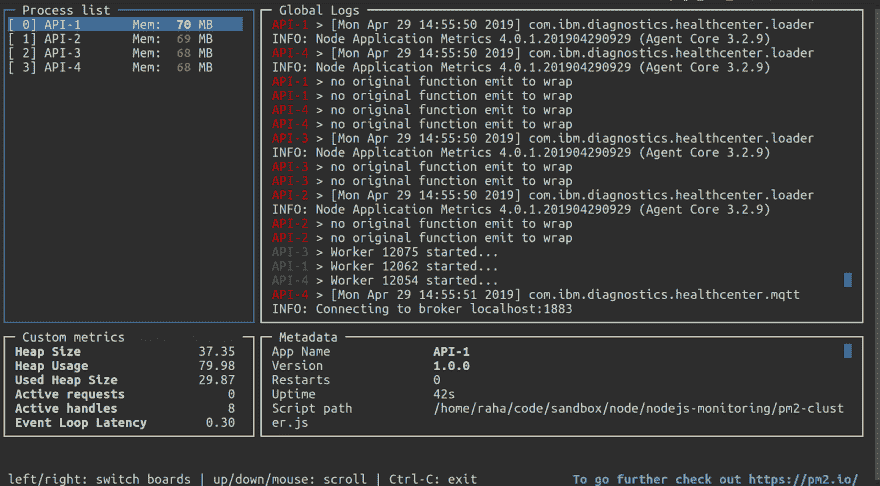 Process list
[ 0] API-1 Mem: 70 MB
[ 1] API-2 Mem: 69 MB
[ 2] API-3 Mem: 68 MB
[ 3] API-4 Mem: 68 MB
Global Logs
API-1 > [Mon Apr 29 14:55:50 2019] com.ibm.diagnostics.healthcenter.loader
INFO: Node Application Metrics 4.0.1.201904290929 (Agent Core 3.2.9)
API-4 > [Mon Apr 29 14:55:50 2019] com.ibm.diagnostics.healthcenter.loader
INFO: Node Application Metrics 4.0.1.201904290929 (Agent Core 3.2.9)
API-1 > no original function emit to wrap
API-1 > no original function emit to wrap
API-4 > no original function emit to wrap
API-4 > no original function emit to wrap
API-3 > [Mon Apr 29 14:55:50 2019] com.ibm.diagnostics.healthcenter.loader
INFO: Node Application Metrics 4.0.1.201904290929 (Agent Core 3.2.9)
API-3 > no original function emit to wrap
API-3 > no original function emit to wrap
API-2 > [Mon Apr 29 14:55:50 2019] com.ibm.diagnostics.healthcenter.loader
INFO: Node Application Metrics 4.0.1.201904290929 (Agent Core 3.2.9)
API-2 > no original function emit to wrap
API-2 > no original function emit to wrap
API-3 > Worker 12075 started...
API-1 > Worker 12062 started...
API-4 > Worker 12054 started...
API-4 > [Mon Apr 29 14:55:51 2019] com.ibm.diagnostics.healthcenter.mqtt
INFO: Connecting to broker localhost:1883
Custom metrics
Heap Size 37.35
Heap Usage 79.98
Used Heap Size 29.87
Active requests 0
Active handles 8
Event Loop Latency 0.30
Metadata
App Name API-1
Version 1.0.0
Restarts 0
Uptime 42s
Script path /home/raha/code/sandbox/node/nodejs-monitoring/pm2-clust
er.js
left/right: switch boards | up/down/mouse: scroll | Ctrl-C: exit To go further check out https://pm2.io/